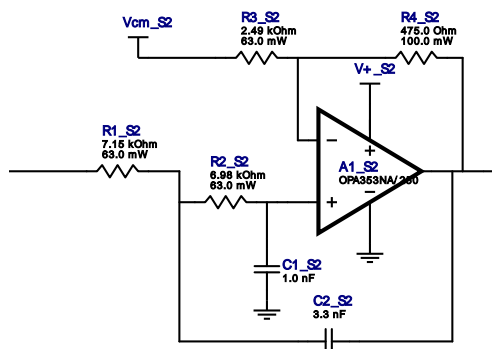 Vcm_S2
R3_S2
2.49 kOhm
63.0 mW
R4_S2
475.0 Ohm
100.0 mW
V+_S2
R1_S2
7.15 kOhm
63.0 mW
R2_S2
6.98 kOhm
63.0 mW
A1_S2
OPA353NA/250
C1_S2
1.0 nF
C2_S2
3.3 nF